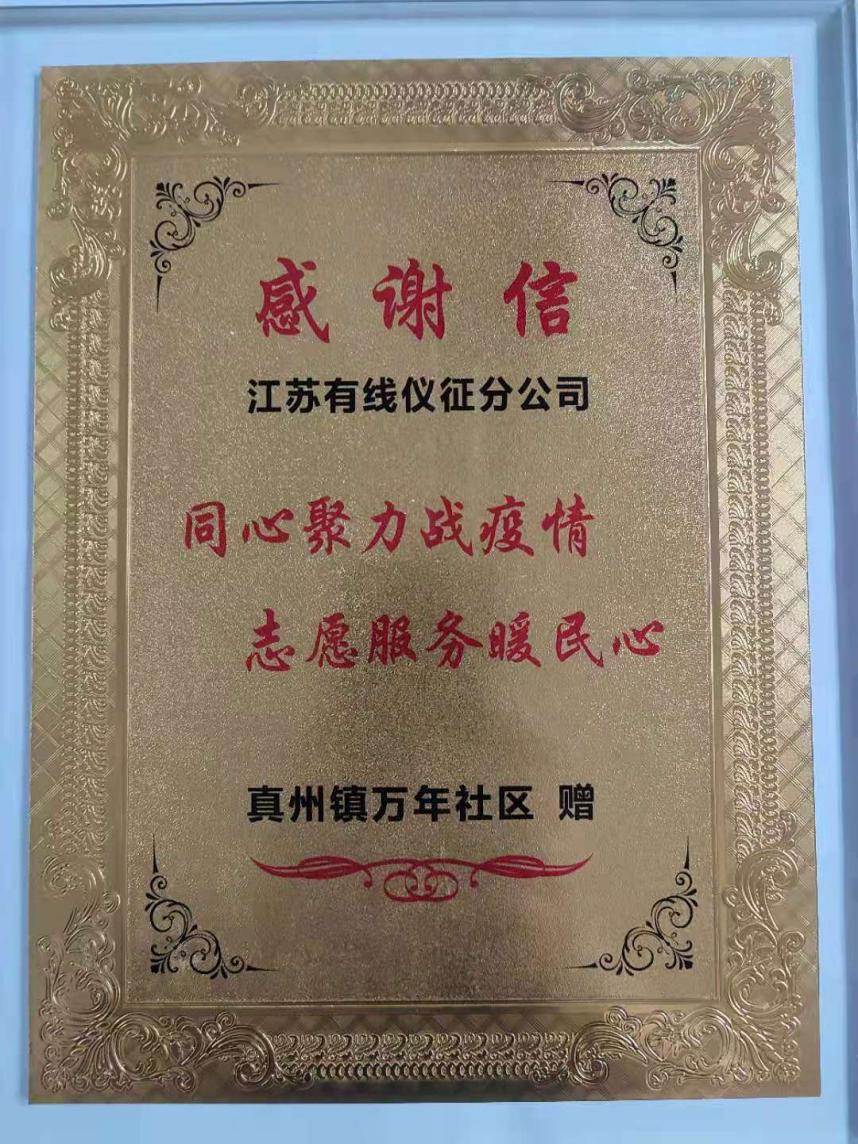 感谢信
江苏有线仪征分公司
同心聚力战疫情
志愿服务暖民心
真州镇万年社区 赠